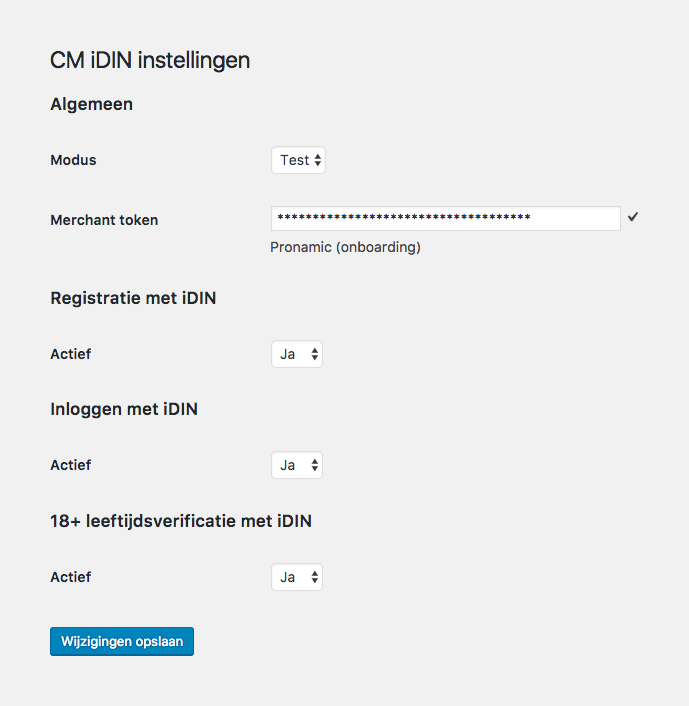 CM iDIN instellingen
Algemeen
Modus Test
Merchant token ************************************
Pronamic (onboarding)
Registratie met iDIN
Actief Ja
Inloggen met iDIN
Actief Ja
18+ leeftijdsverificatie met iDIN
Actief Ja
Wijzigingen opslaan